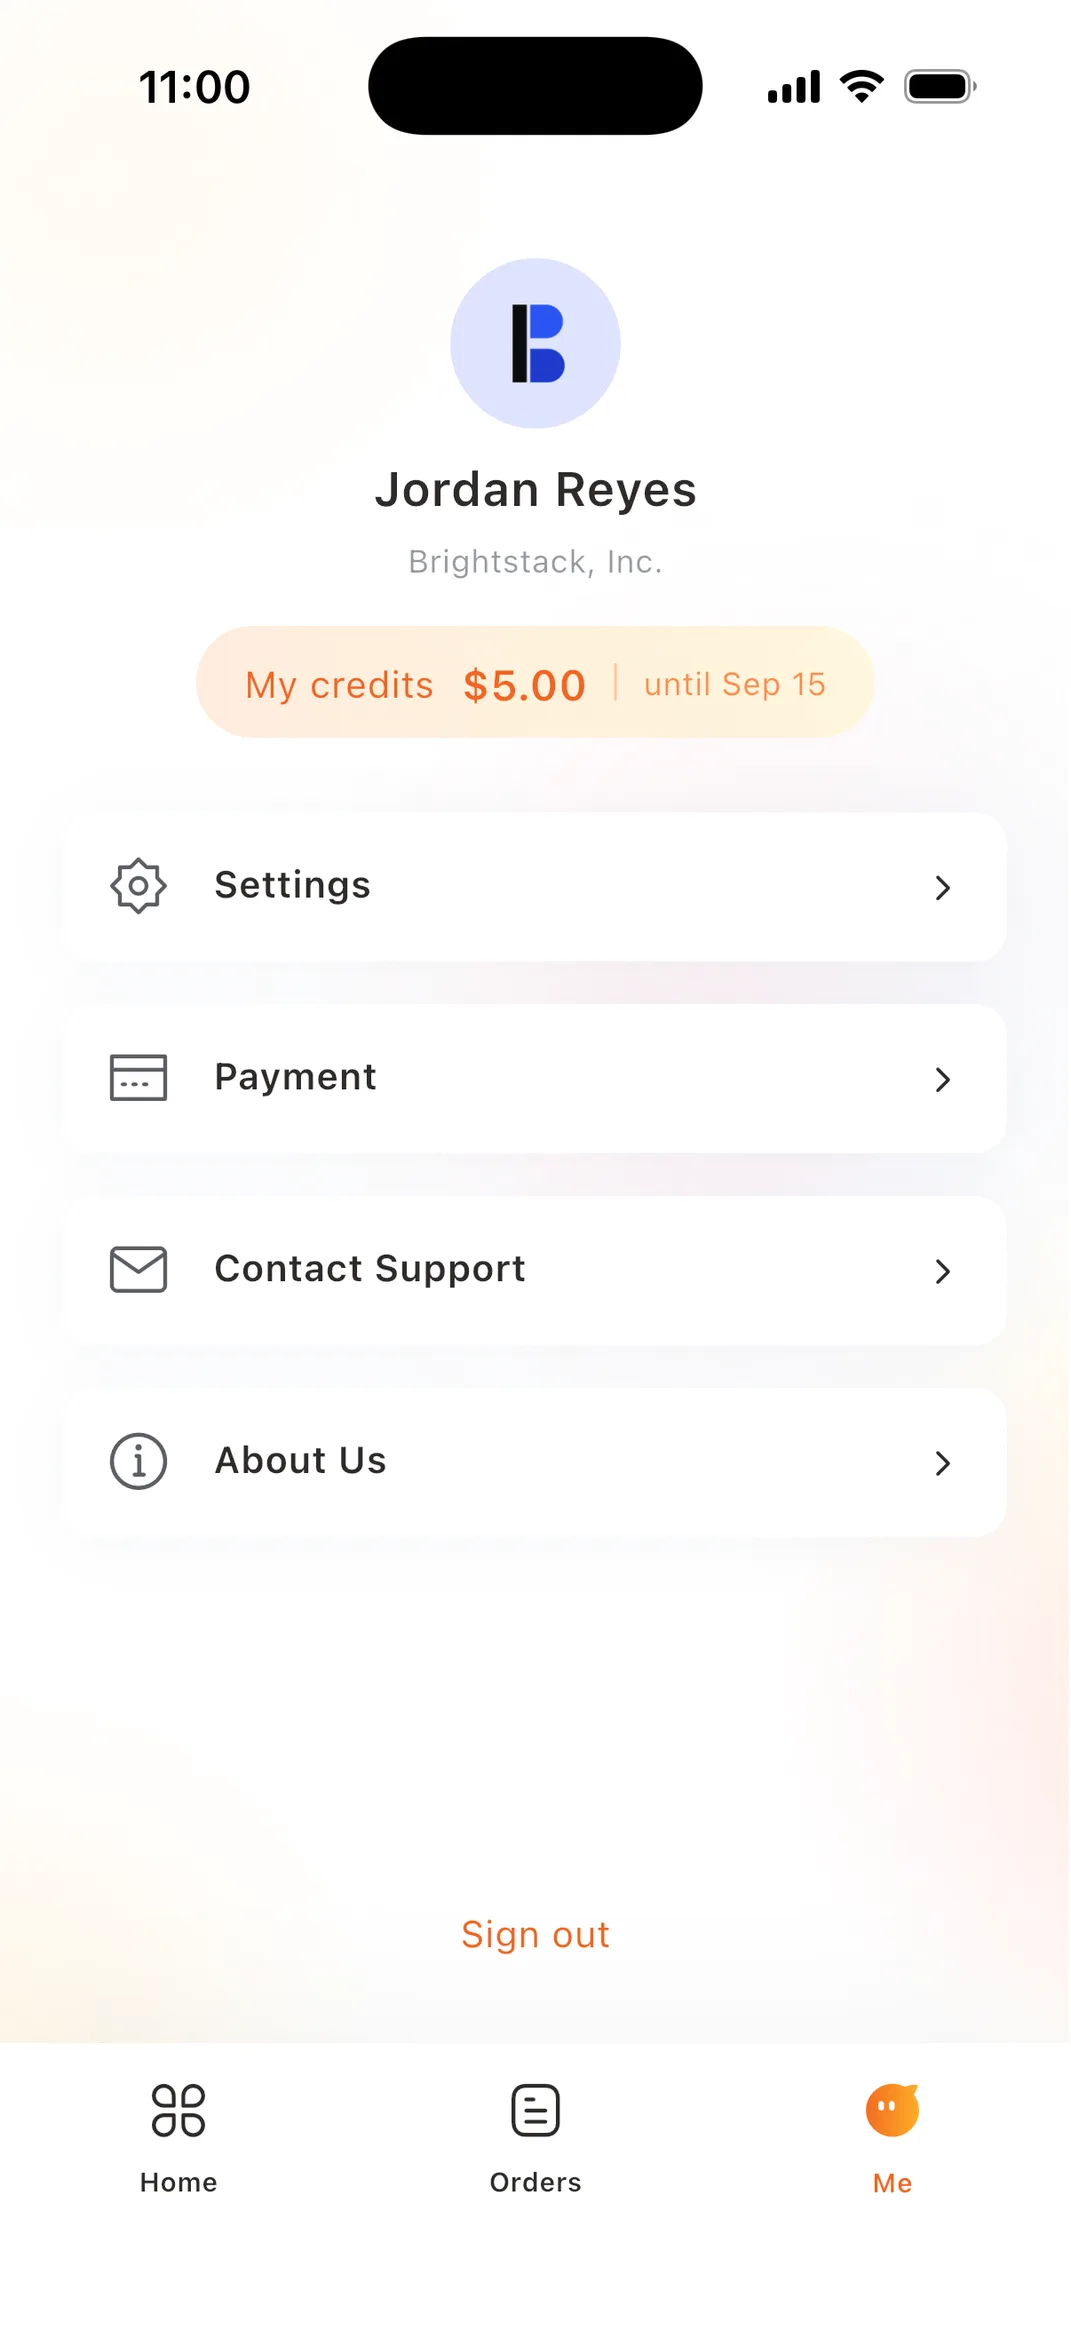 11:00
Jordan Reyes
Brightstack, Inc.
My credits $5.00 until Sep 15
Settings
Payment
Contact Support
About Us
Sign out
Home Orders Me